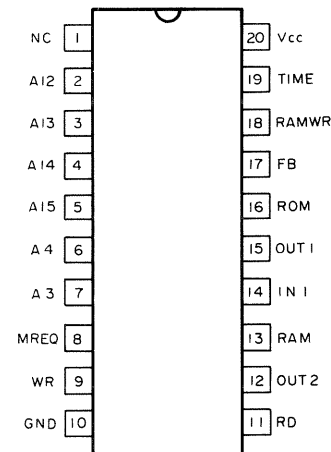 NC 1 20 Vcc
A12 2 19 TIME
A13 3 18 RAMWR
A14 4 17 FB
A15 5 16 ROM
A4 6 15 OUT1
A3 7 14 IN1
MREQ 8 13 RAM
WR 9 12 OUT2
GND 10 11 RD